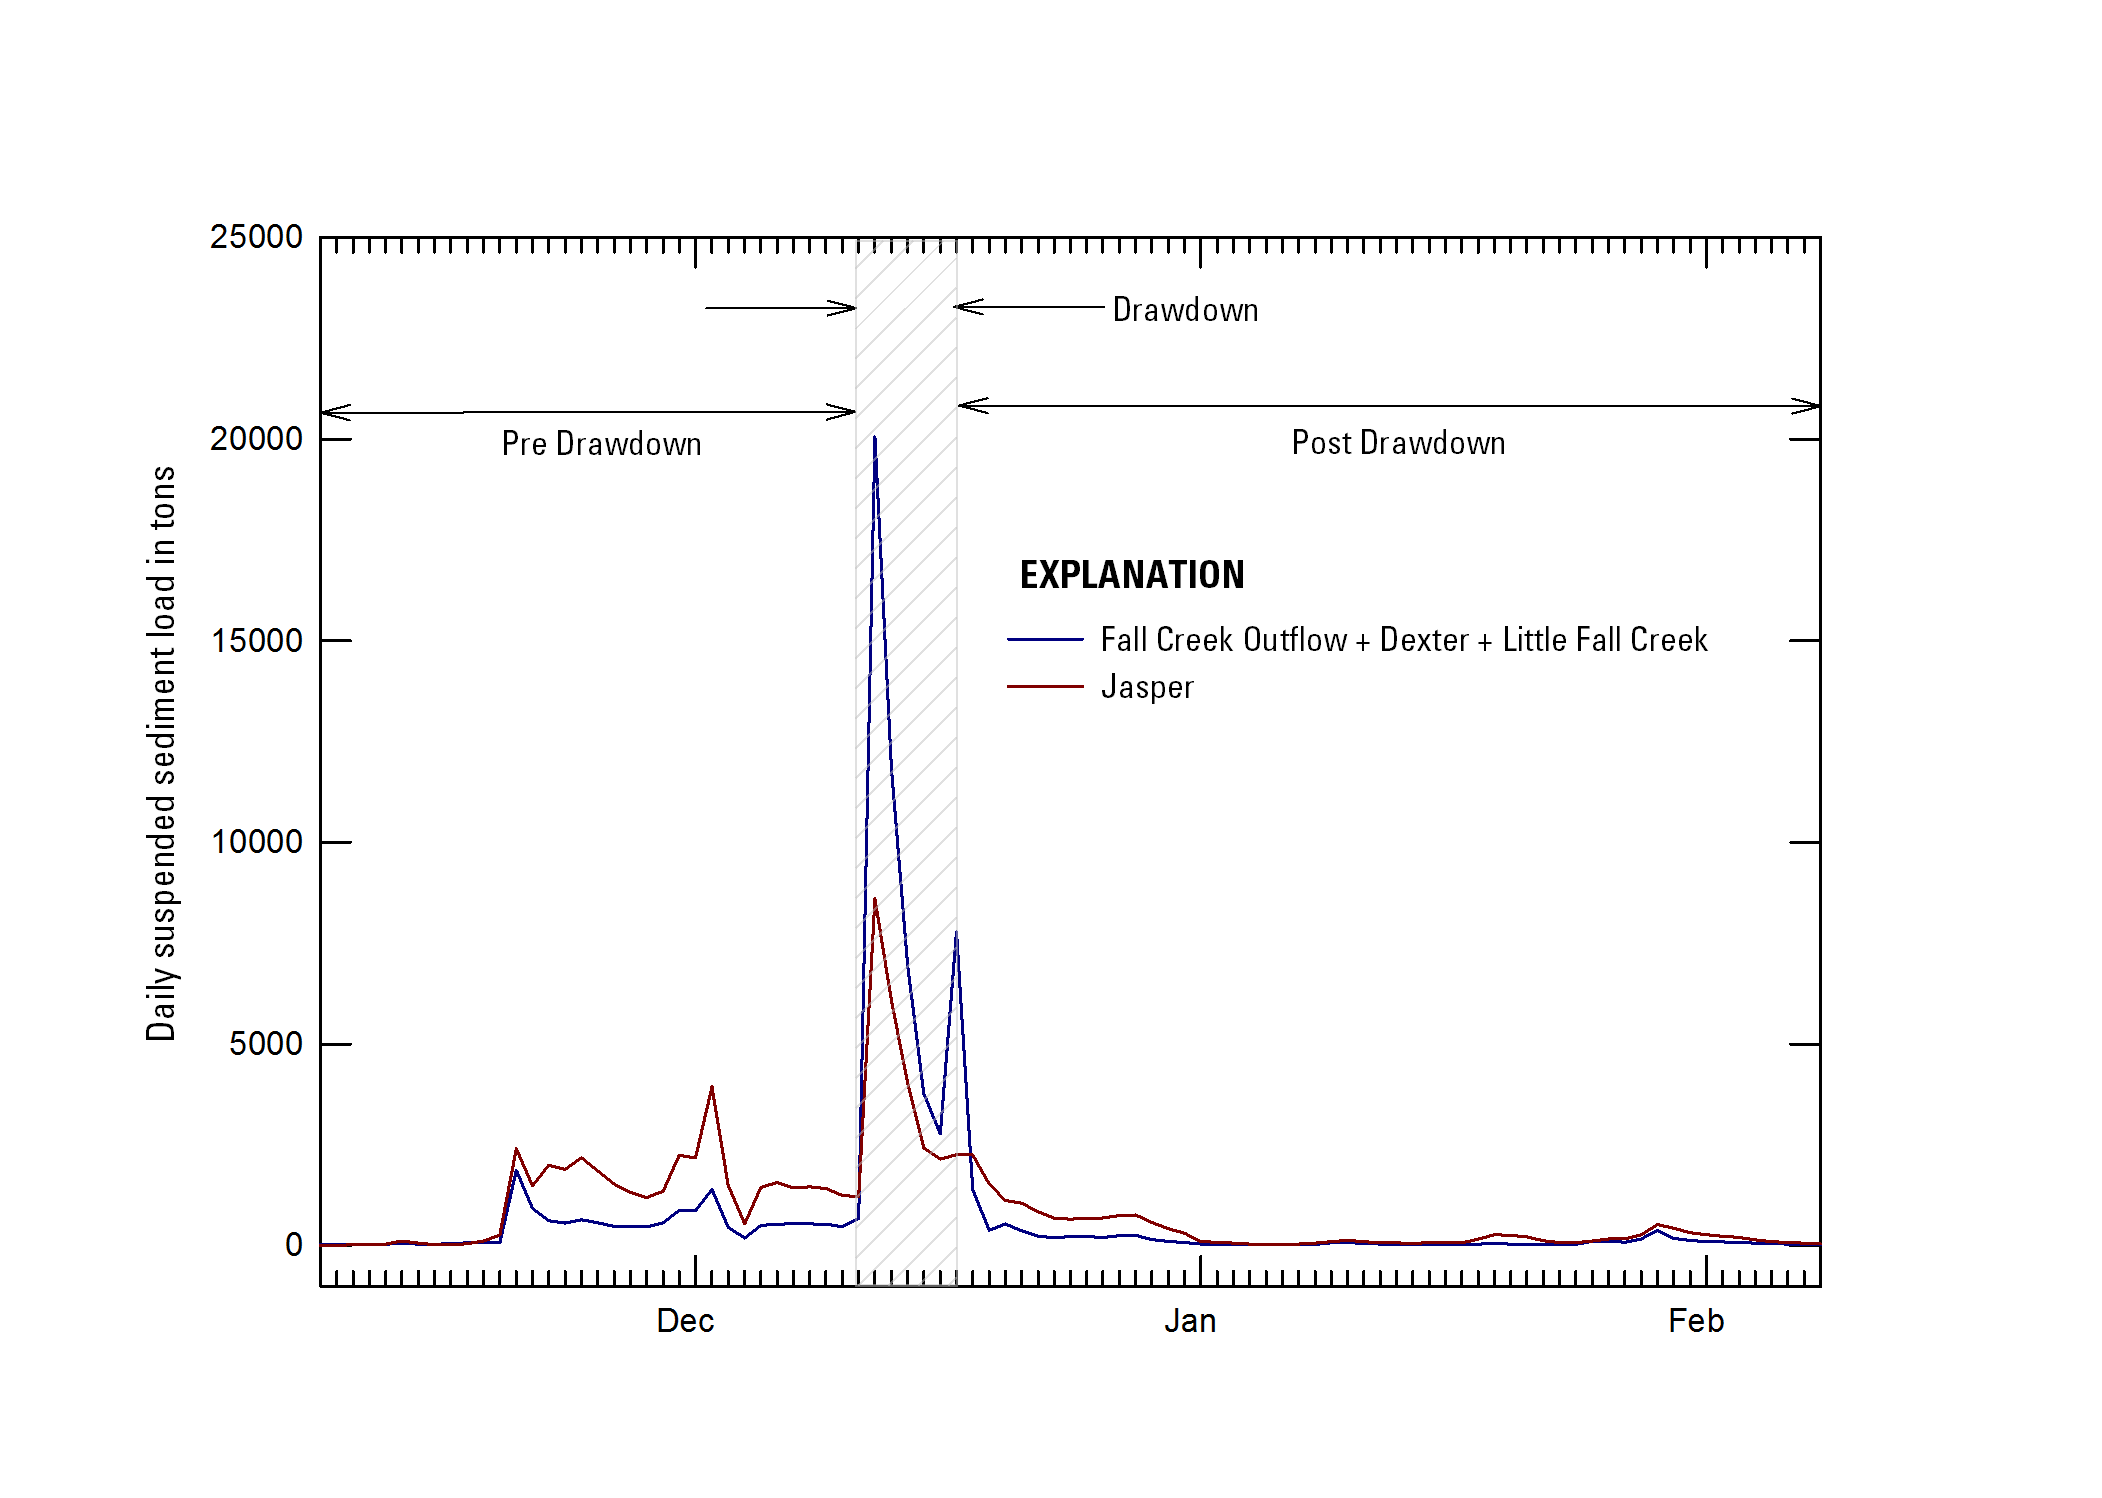 25000
Drawdown
20000
Pre Drawdown
Post Drawdown
Daily suspended sediment load in tons
EXPLANATION
Fall Creek Outflow + Dexter + Little Fall Creek
15000
Jasper
10000
5000
0
Dec
Jan
Feb